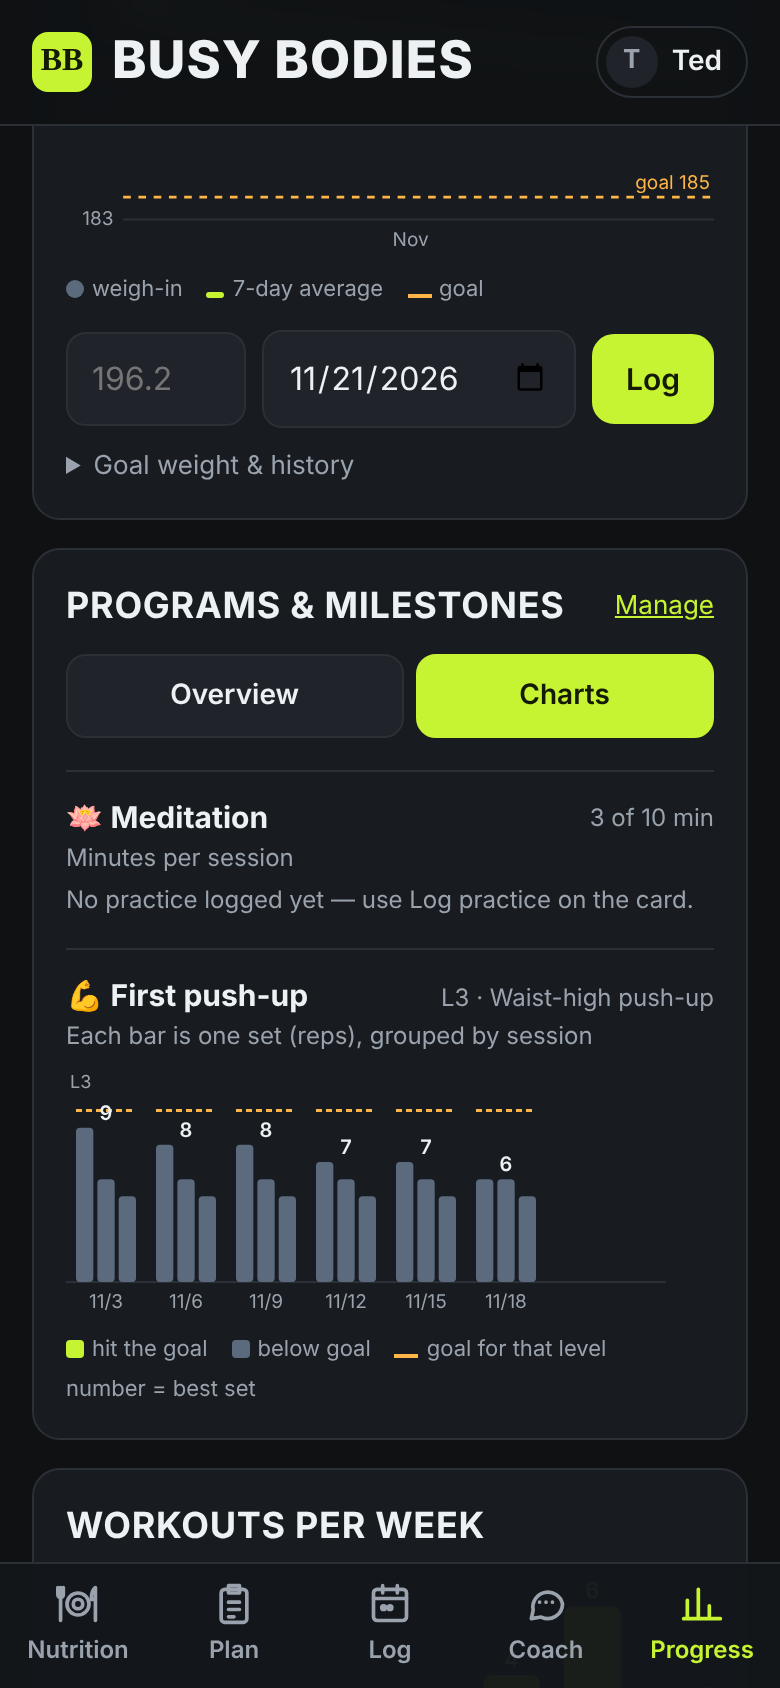 BB BUSY BODIES T Ted
goal 185
183
Nov
weigh-in 7-day average goal
196.2 11/21/2026 Log
Goal weight & history
PROGRAMS & MILESTONES Manage
Overview Charts
🪷 Meditation 3 of 10 min
Minutes per session
No practice logged yet — use Log practice on the card.
💪 First push-up L3 · Waist-high push-up
Each bar is one set (reps), grouped by session
L3
9 8 8 7 7 6
11/3 11/6 11/9 11/12 11/15 11/18
hit the goal below goal goal for that level
number = best set
WORKOUTS PER WEEK
6
Nutrition Plan Log Coach Progress